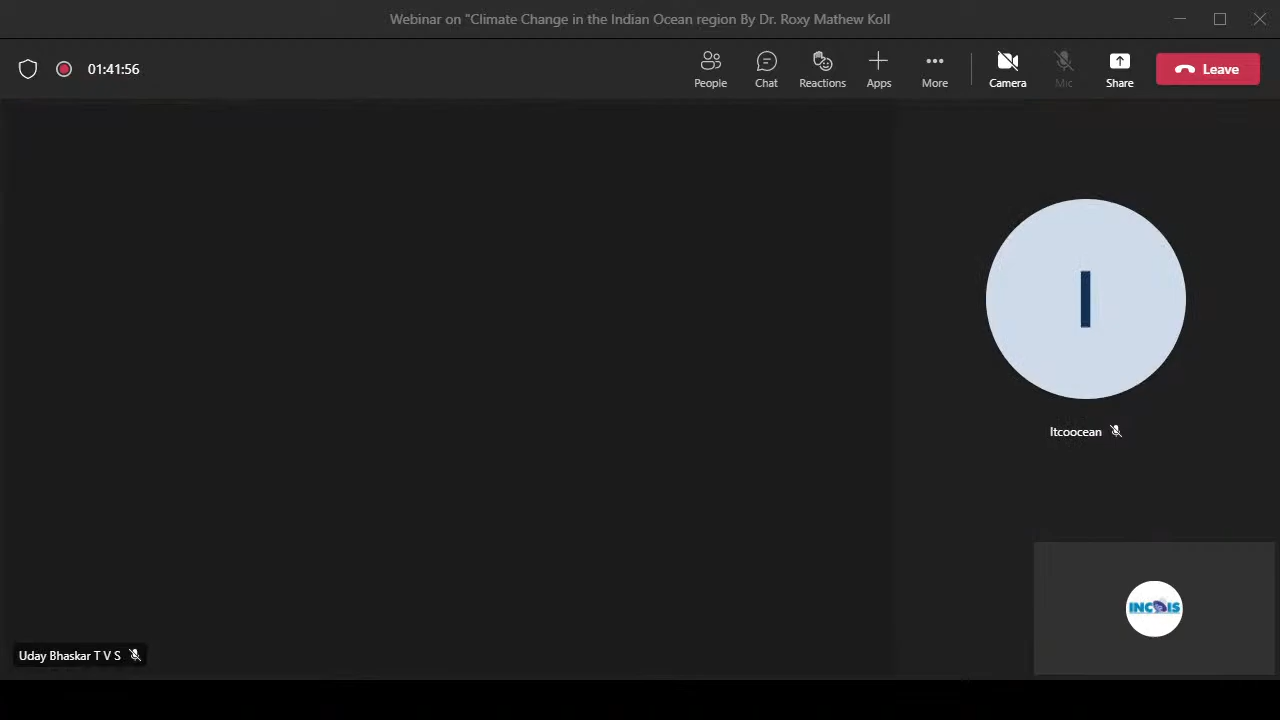 Webinar on "Climate Change in the Indian Ocean region By Dr. Roxy Mathew Koll
01:41:56
People
Chat
Reactions
Apps
More
Camera
Mic
Share
Leave
I
Itcoocean
INCOIS
Uday Bhaskar T V S